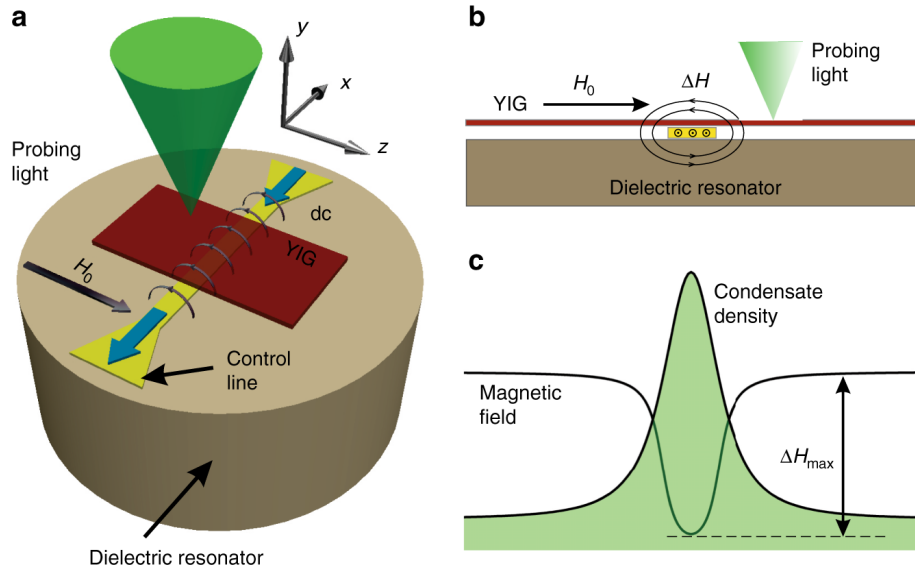 a
y
x
z
Probing
light
dc
YIG
H0
Control
line
Dielectric resonator
b
Probing
light
H0
ΔH
YIG
Dielectric resonator
c
Condensate
density
Magnetic
field
ΔHmax